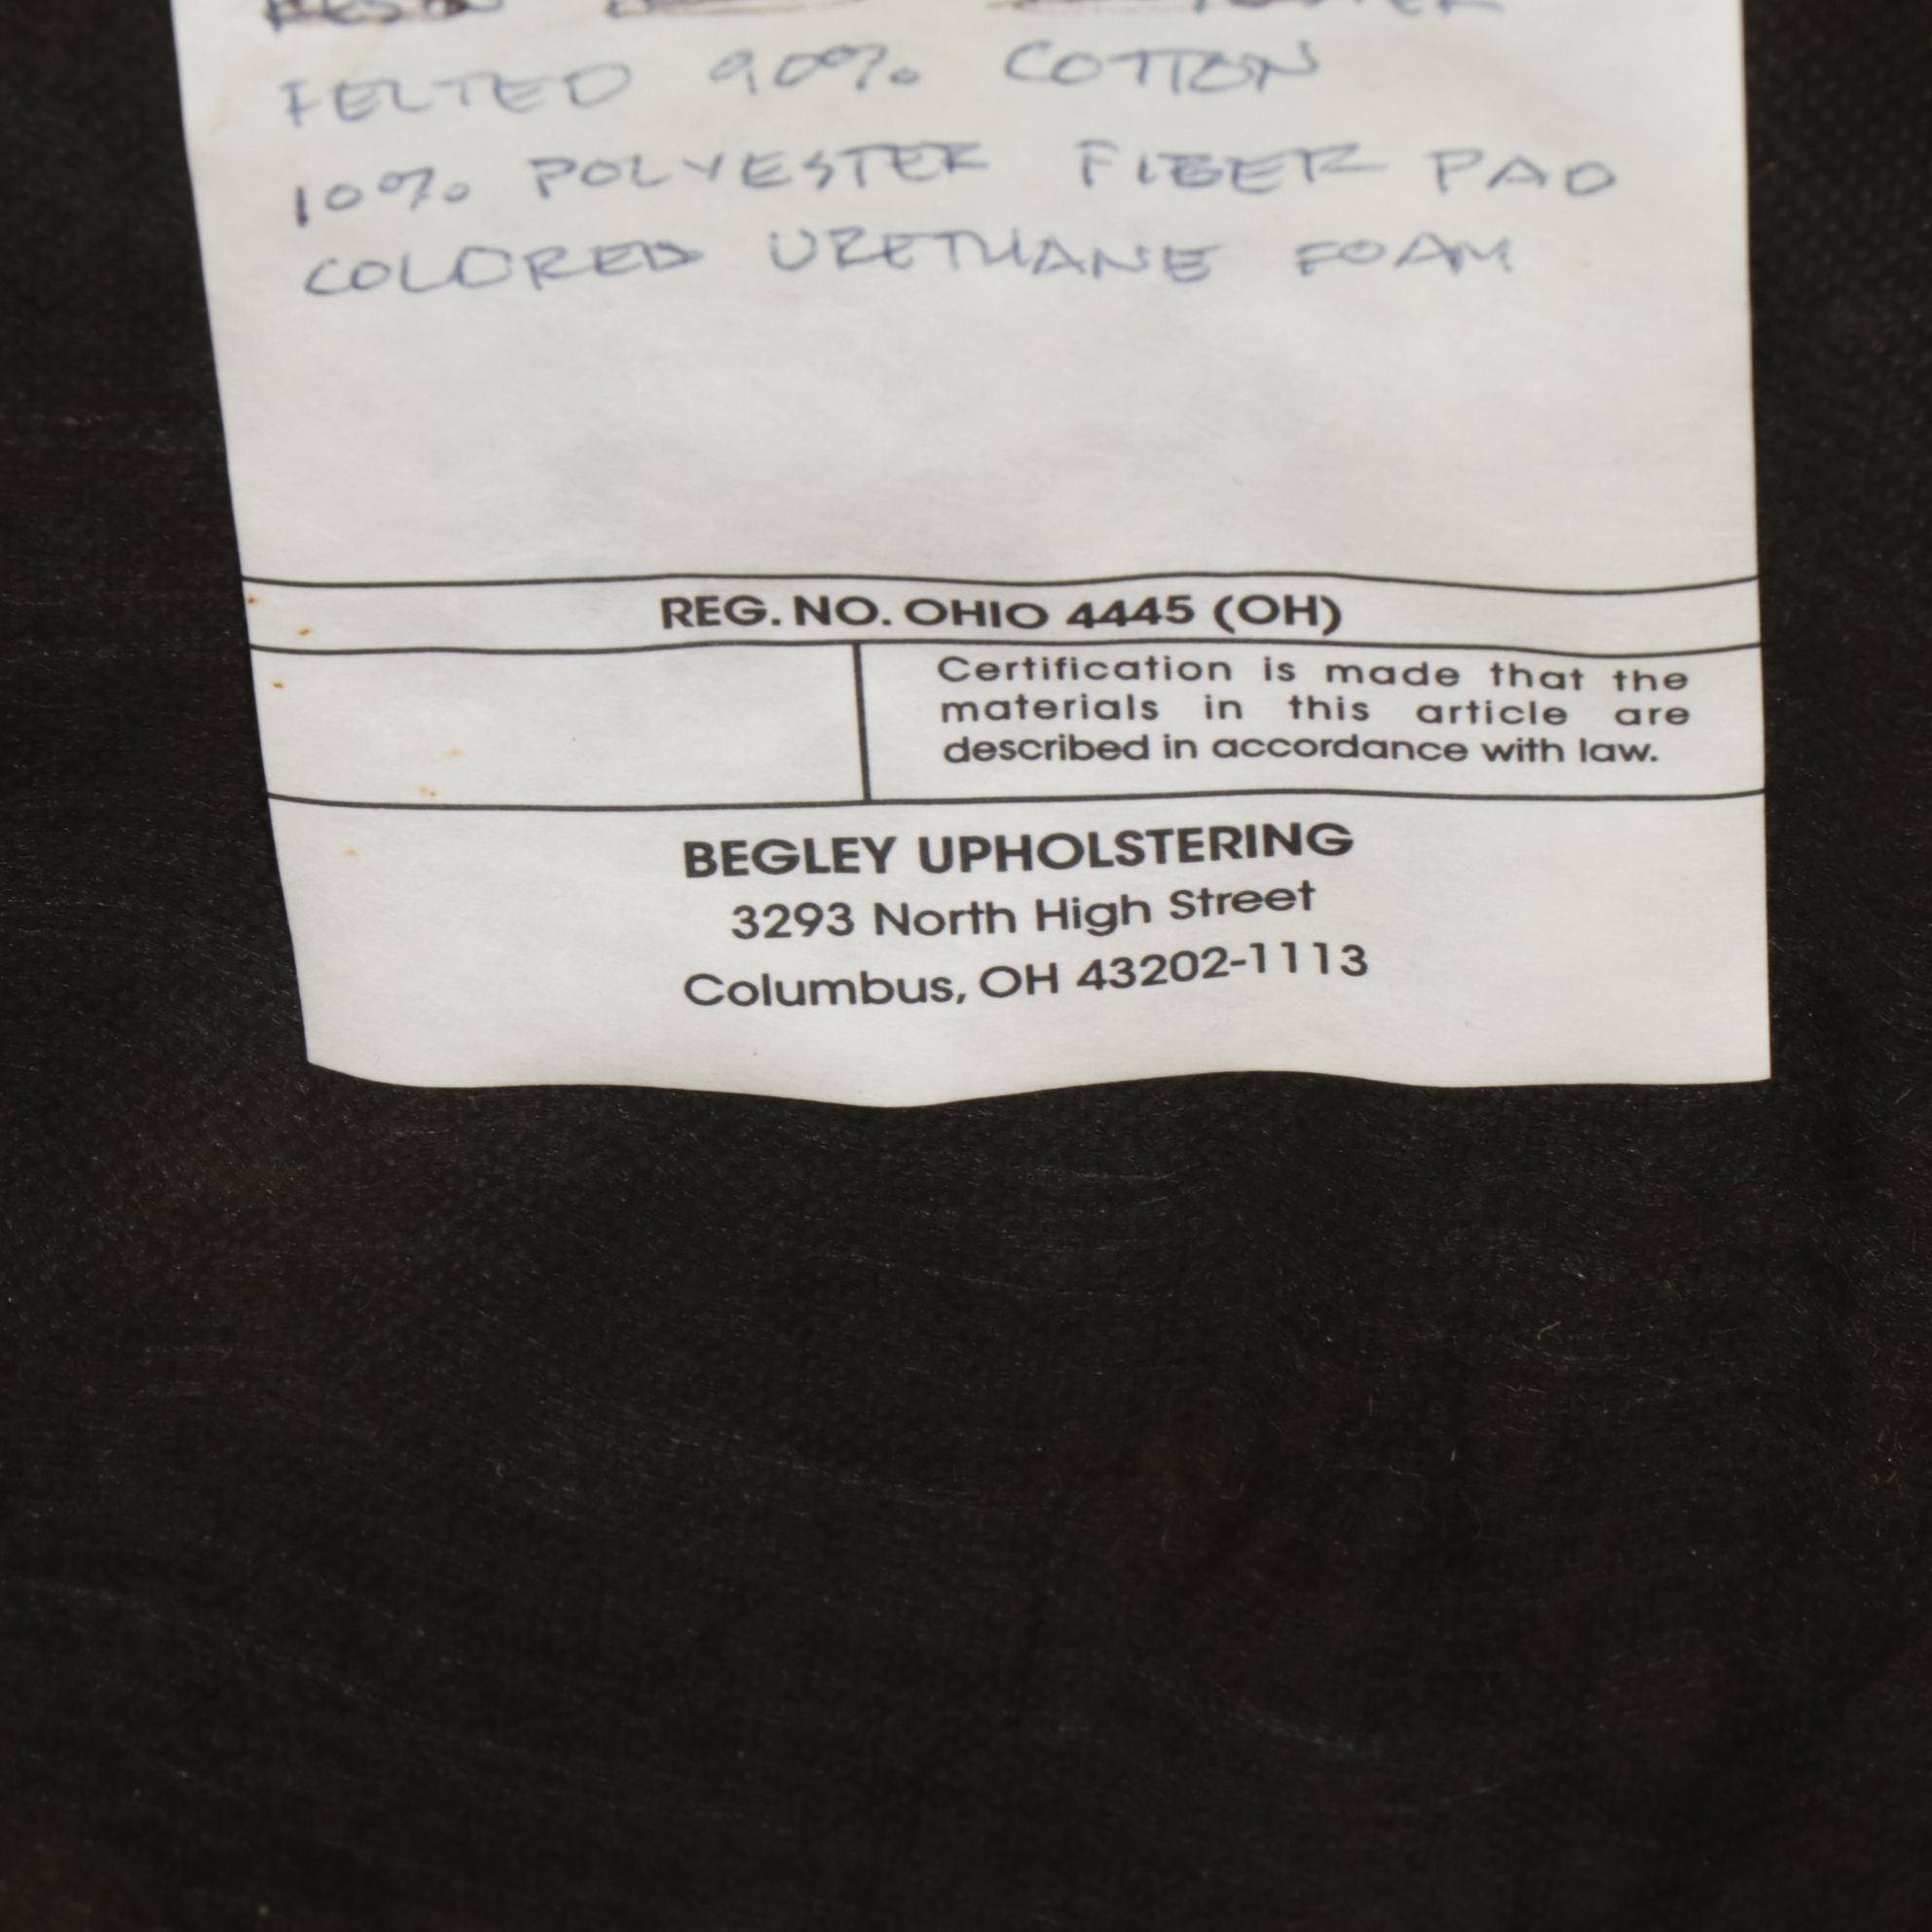 FELTED 90% COTTON
10% POLYESTER FIBER PAD
COLORED URETHANE FOAM
REG. NO. OHIO 4445 (OH)
Certification is made that the
materials in this article are
described in accordance with law.
BEGLEY UPHOLSTERING
3293 North High Street
Columbus, OH 43202-1113